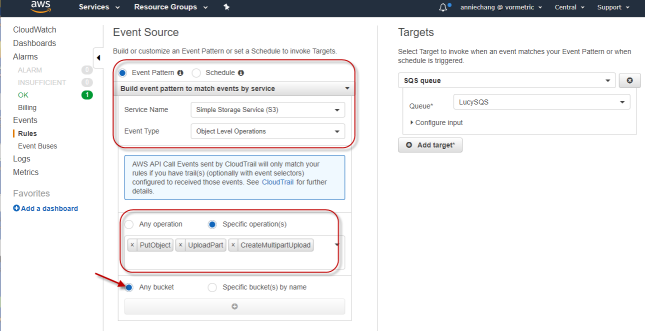 aws
Services
Resource Groups
anniechang @ vormetric
Central
Support
CloudWatch
Dashboards
Alarms
ALARM 0
INSUFFICIENT 0
OK 1
Billing
Events
Rules
Event Buses
Logs
Metrics
Favorites
Add a dashboard
Event Source
Build or customize an Event Pattern or set a Schedule to invoke Targets.
Event Pattern
Schedule
Build event pattern to match events by service
Service Name
Simple Storage Service (S3)
Event Type
Object Level Operations
AWS API Call Events sent by CloudTrail will only match your
rules if you have trail(s) (optionally with event selectors)
configured to received those events. See CloudTrail for further
details.
Any operation
Specific operation(s)
× PutObject × UploadPart × CreateMultipartUpload
Any bucket
Specific bucket(s) by name
Targets
Select Target to invoke when an event matches your Event Pattern or when
schedule is triggered.
SQS queue
Queue*
LucySQS
Configure input
Add target*